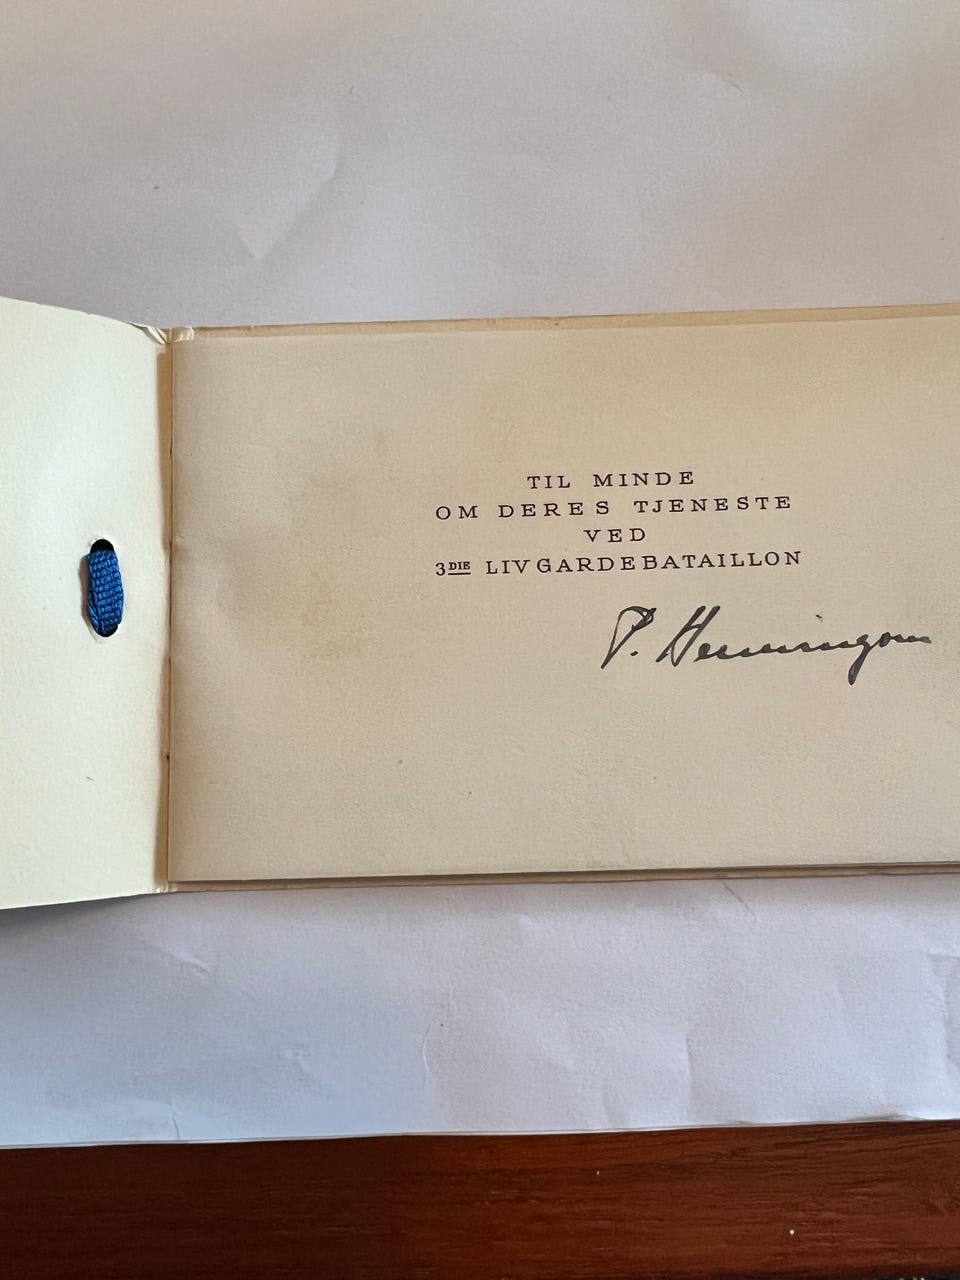 TIL MINDE
OM DERES TJENESTE
VED
3DIE LIVGARDEBATAILLON
P.